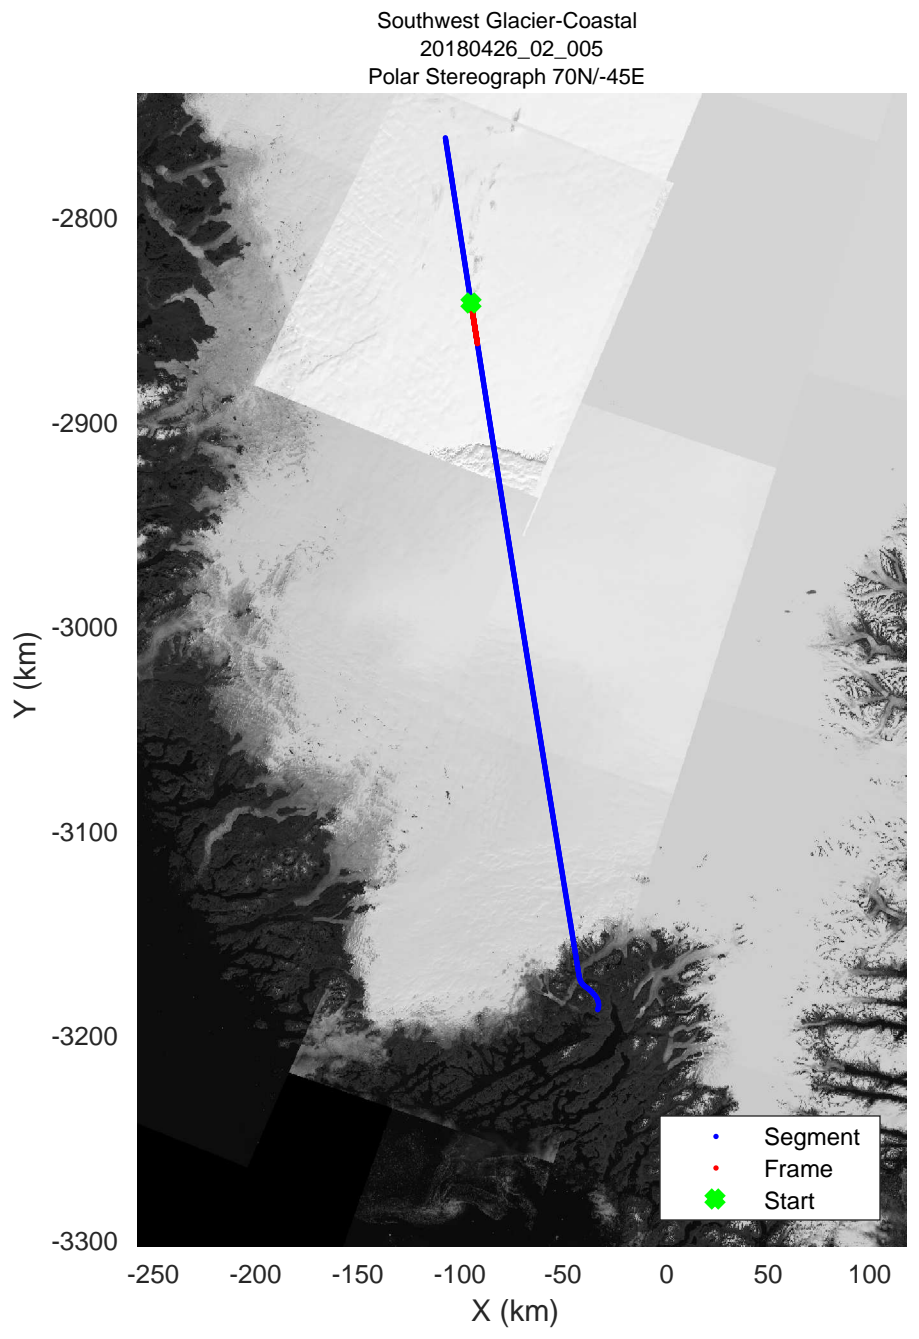 Southwest Glacier-Coastal
20180426_02_005
Polar Stereograph 70N/-45E
-2800
-2900
-3000
-3100
-3200
-3300
Y (km)
-250 -200 -150 -100 -50 0 50 100
X (km)
Segment
Frame
Start